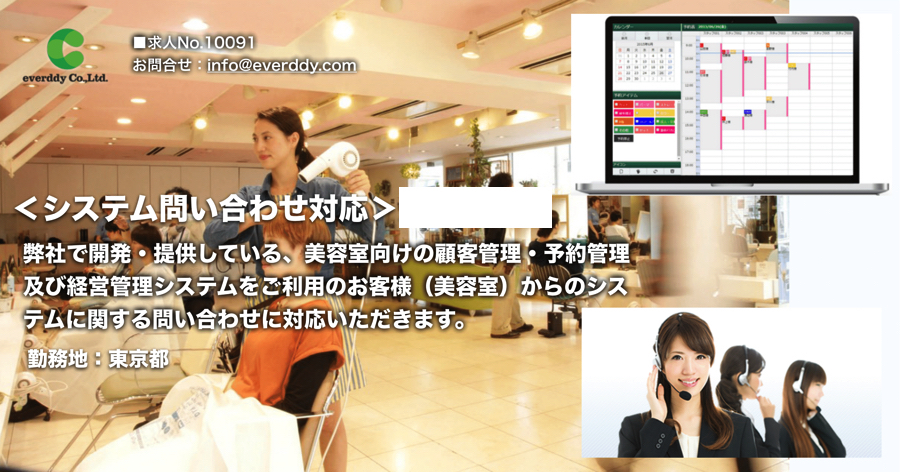 everddy Co.,Ltd.
■求人No.10091
お問合せ：info@everddy.com
＜システム問い合わせ対応＞
弊社で開発・提供している、美容室向けの顧客管理・予約管理
及び経営管理システムをご利用のお客様（美容室）からのシス
テムに関する問い合わせに対応いただきます。
勤務地：東京都